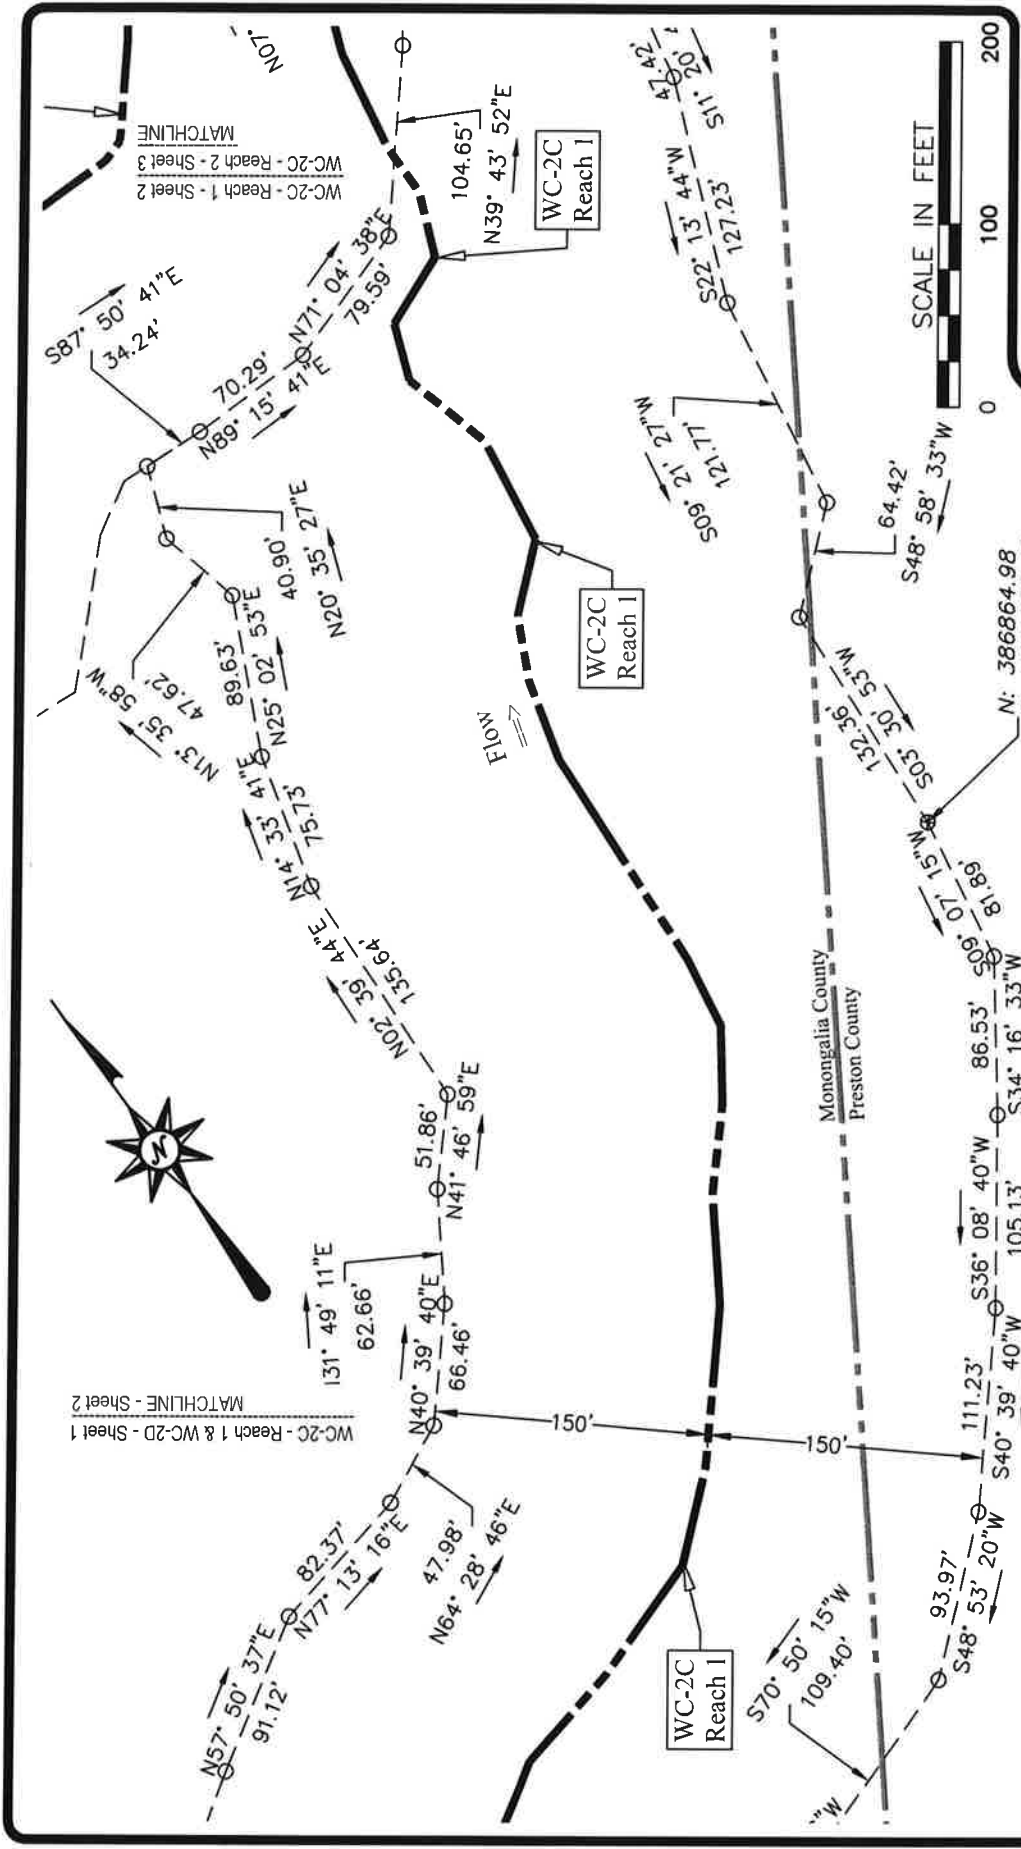 WC-2C - Reach 1 & WC-2D - Sheet 1
MATCHLINE - Sheet 2
WC-2C - Reach 1 - Sheet 2
WC-2C - Reach 2 - Sheet 3
MATCHLINE
N
N57° 50' 37"E
91.12'
82.37'
N77° 13' 16"E
47.98'
N64° 28' 46"E
N40° 39' 40"E
66.46'
131° 49' 11"E
62.66'
51.86'
N41° 46' 59"E
N02° 39' 44"E
135.64'
N14° 33' 41"E
75.73'
89.63'
N25° 02' 53"E
N13° 35' 58"W
47.62'
40.90'
N20° 35' 27"E
S87° 50' 41"E
34.24'
70.29'
N89° 15' 41"E
N71° 04' 38"E
79.59'
104.65'
N39° 43' 52"E
N07°
Flow
WC-2C
Reach 1
WC-2C
Reach 1
WC-2C
Reach 1
150'
150'
Monongalia County
Preston County
S70° 50' 15"W
109.40'
"W
93.97'
S48° 53' 20"W
111.23'
S40° 39' 40"W
S36° 08' 40"W
105.13'
86.53'
S34° 16' 33"W
S09° 07' 15"W
81.89'
132.36'
S03° 30' 53"W
N: 386864.98
64.42'
S48° 58' 33"W
S09° 21' 27"W
121.77'
S22° 13' 44"W
127.23'
47.42'
S11° 20'
SCALE IN FEET
0 100 200